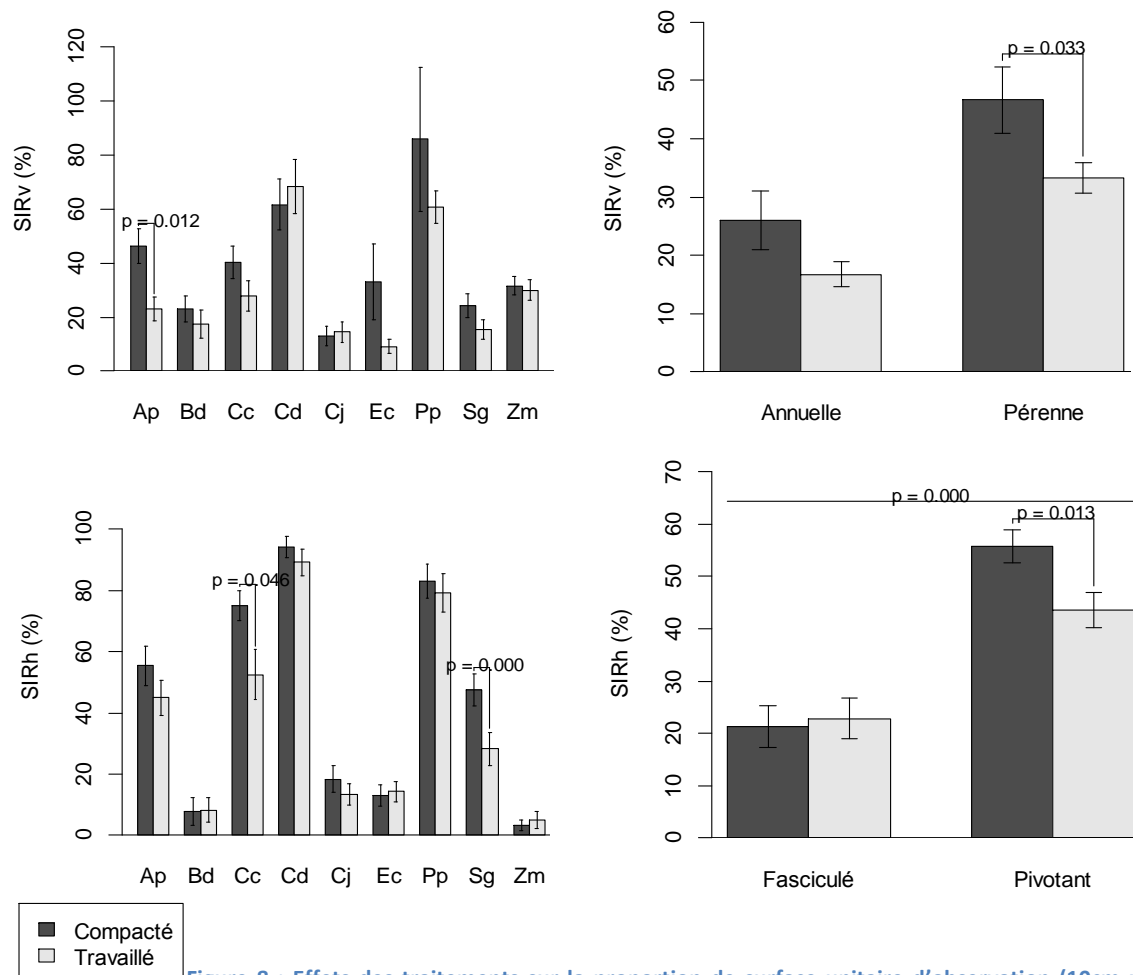 SIRv (%)
0 20 40 60 80 100 120
p = 0.012
Ap Bd Cc Cd Cj Ec Pp Sg Zm
SIRv (%)
0 10 20 30 40 50 60
p = 0.033
Annuelle Pérenne
SIRh (%)
0 20 40 60 80 100
p = 0.046
p = 0.000
Ap Bd Cc Cd Cj Ec Pp Sg Zm
SIRh (%)
0 10 20 30 40 50 60 70
p = 0.000
p = 0.013
Fasciculé Pivotant
Compacté
Travaillé
Figure 8 : Effets des traitements sur la proportion de surface unitaire d'observation (10cm